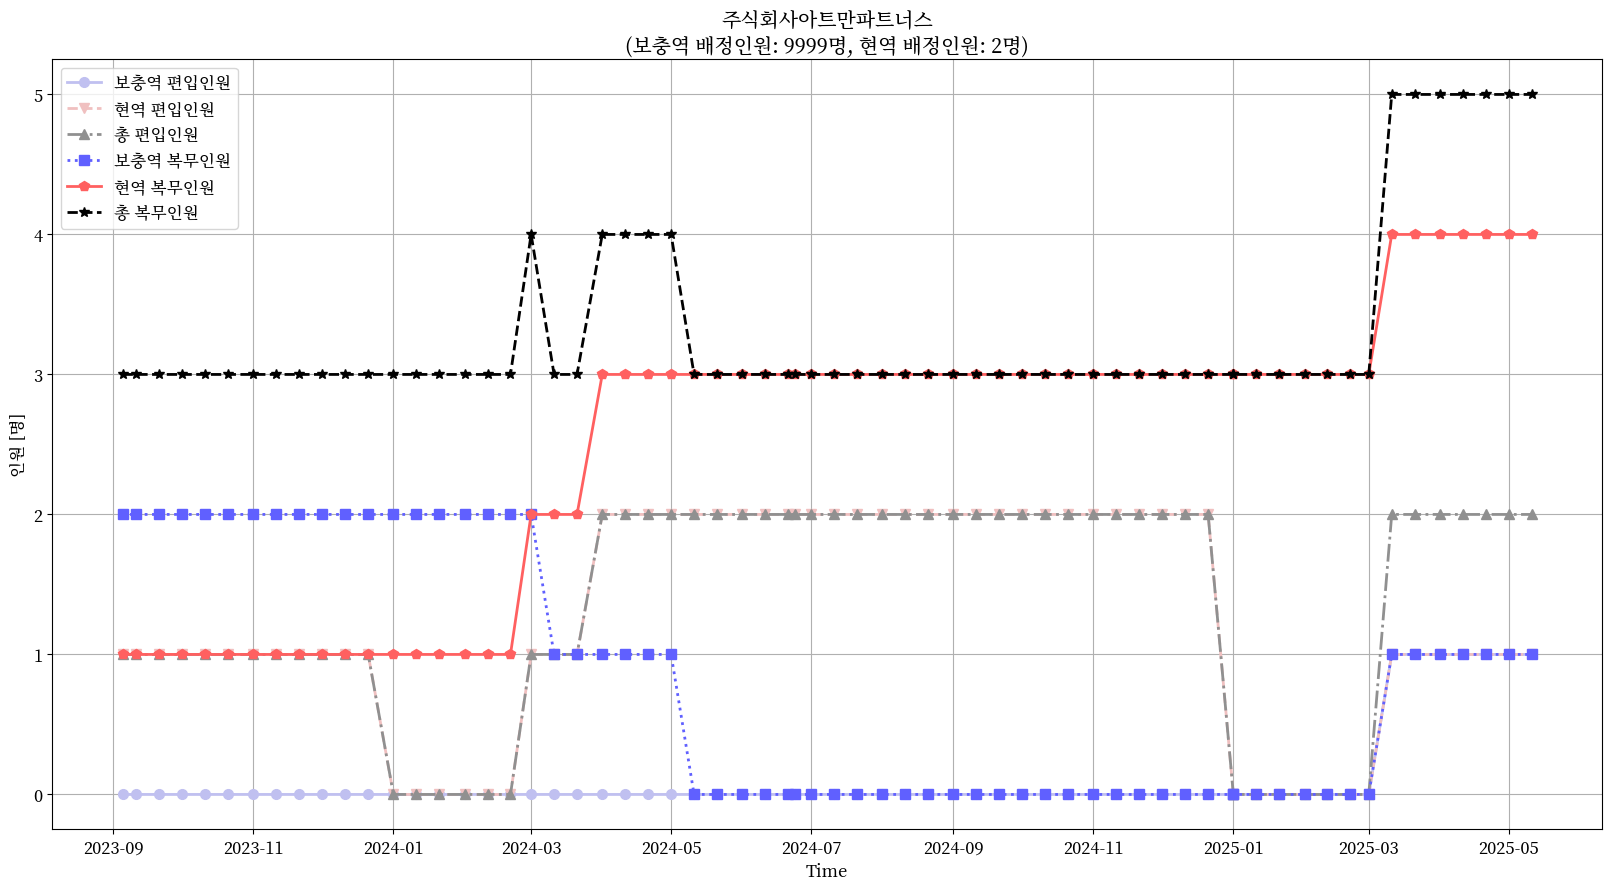 주식회사아트만파트너스
(보충역 배정인원: 9999명, 현역 배정인원: 2명)
보충역 편입인원
현역 편입인원
총 편입인원
보충역 복무인원
현역 복무인원
총 복무인원
5
4
3
2
1
0
인원 [명]
2023-09
2023-11
2024-01
2024-03
2024-05
2024-07
2024-09
2024-11
2025-01
2025-03
2025-05
Time